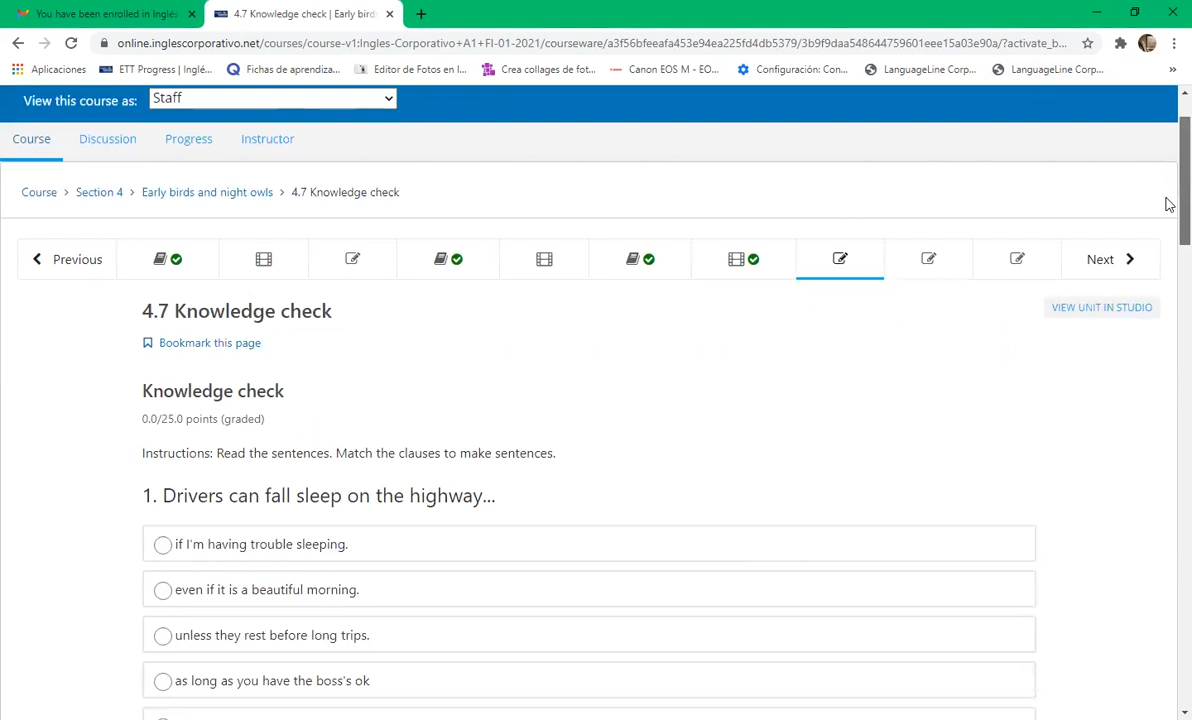 You have been enrolled in Inglés
4.7 Knowledge check | Early bird
online.inglescorporativo.net/courses/course-v1:Ingles-Corporativo+A1+FI-01-2021/courseware/a3f56bfeeafa453e94ea225fd4db5379/3b9f9daa548644759601eee15a03e90a/?activate_b...
Aplicaciones
ETT Progress | Inglé...
Fichas de aprendiza...
Editor de Fotos en l...
Crea collages de fot...
Canon EOS M - EO...
Configuración: Con...
LanguageLine Corp...
LanguageLine Corp...
»
View this course as: Staff
Course Discussion Progress Instructor
Course > Section 4 > Early birds and night owls > 4.7 Knowledge check
Previous
Next
4.7 Knowledge check
VIEW UNIT IN STUDIO
Bookmark this page
Knowledge check
0.0/25.0 points (graded)
Instructions: Read the sentences. Match the clauses to make sentences.
1. Drivers can fall sleep on the highway...
if I'm having trouble sleeping.
even if it is a beautiful morning.
unless they rest before long trips.
as long as you have the boss's ok